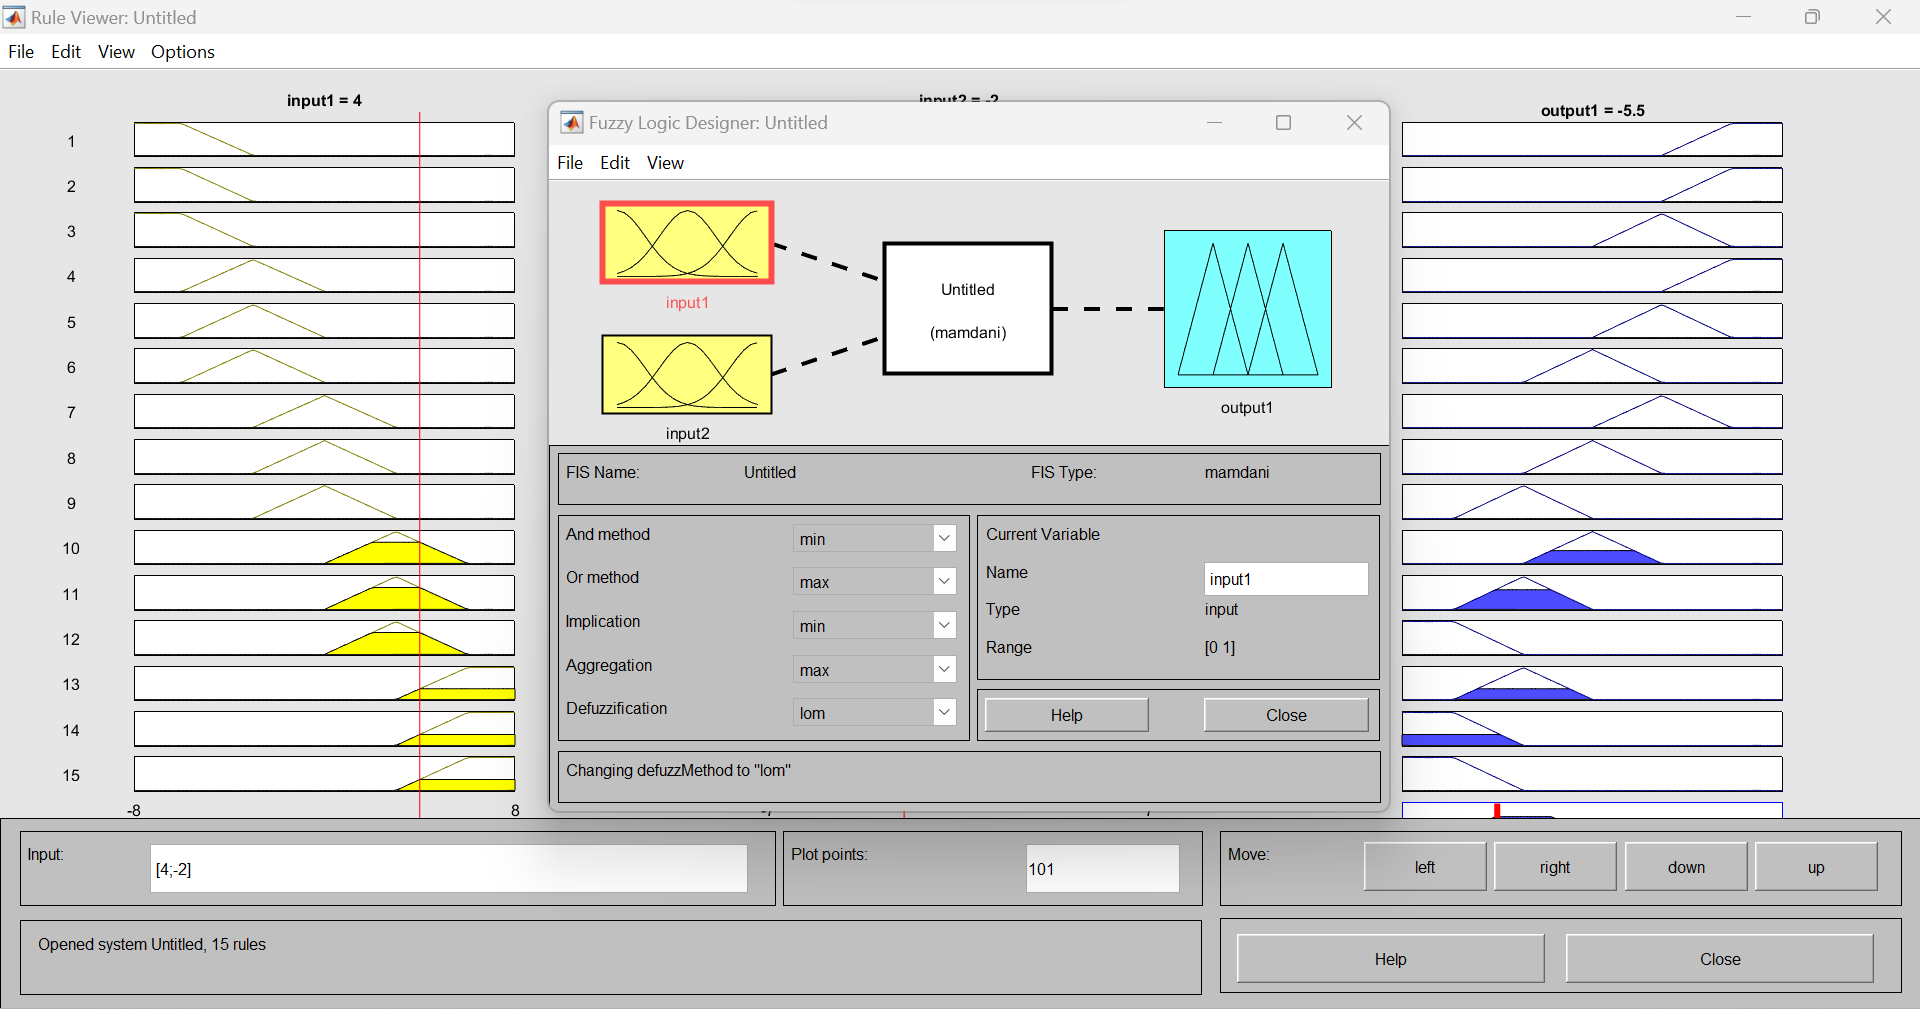 Rule Viewer: Untitled
File Edit View Options
input1 = 4
input2 = -2
output1 = -5.5
1
2
3
4
5
6
7
8
9
10
11
12
13
14
15
-8 8
Fuzzy Logic Designer: Untitled
File Edit View
input1
input2
Untitled
(mamdani)
output1
FIS Name: Untitled FIS Type: mamdani
And method min
Or method max
Implication min
Aggregation max
Defuzzification lom
Current Variable
Name input1
Type input
Range [0 1]
Help Close
Changing defuzzMethod to "lom"
Input: [4;-2]
Plot points: 101
Move: left right down up
Opened system Untitled, 15 rules
Help Close